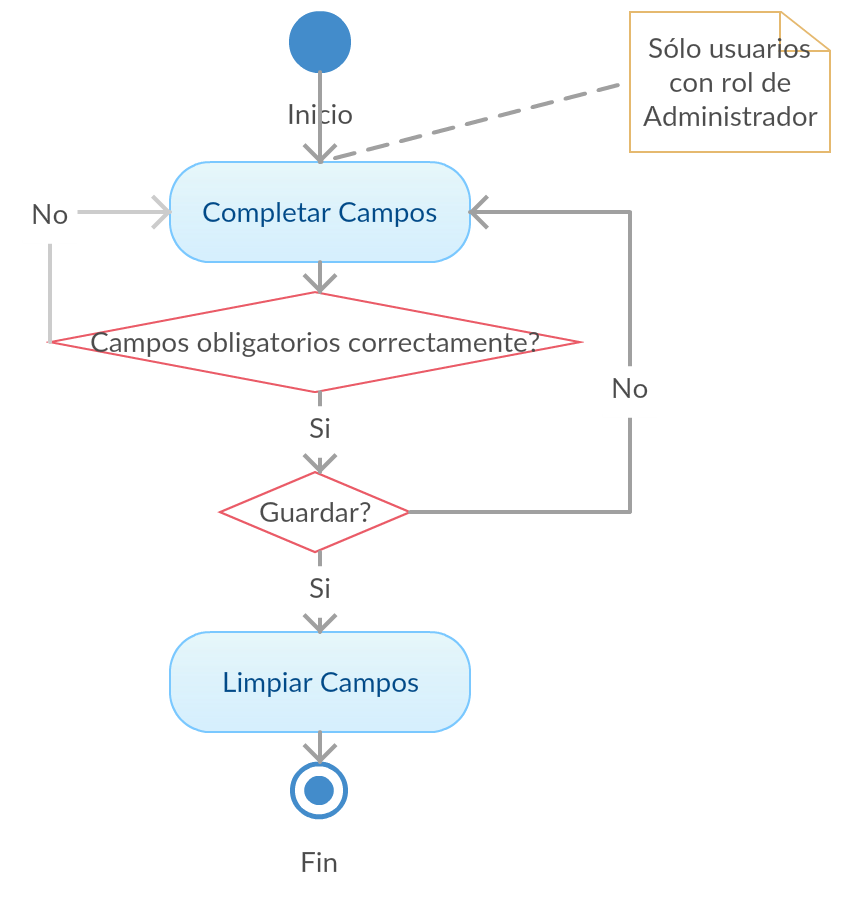 Sólo usuarios
con rol de
Administrador
Inicio
No
Completar Campos
Campos obligatorios correctamente?
No
Si
Guardar?
Si
Limpiar Campos
Fin